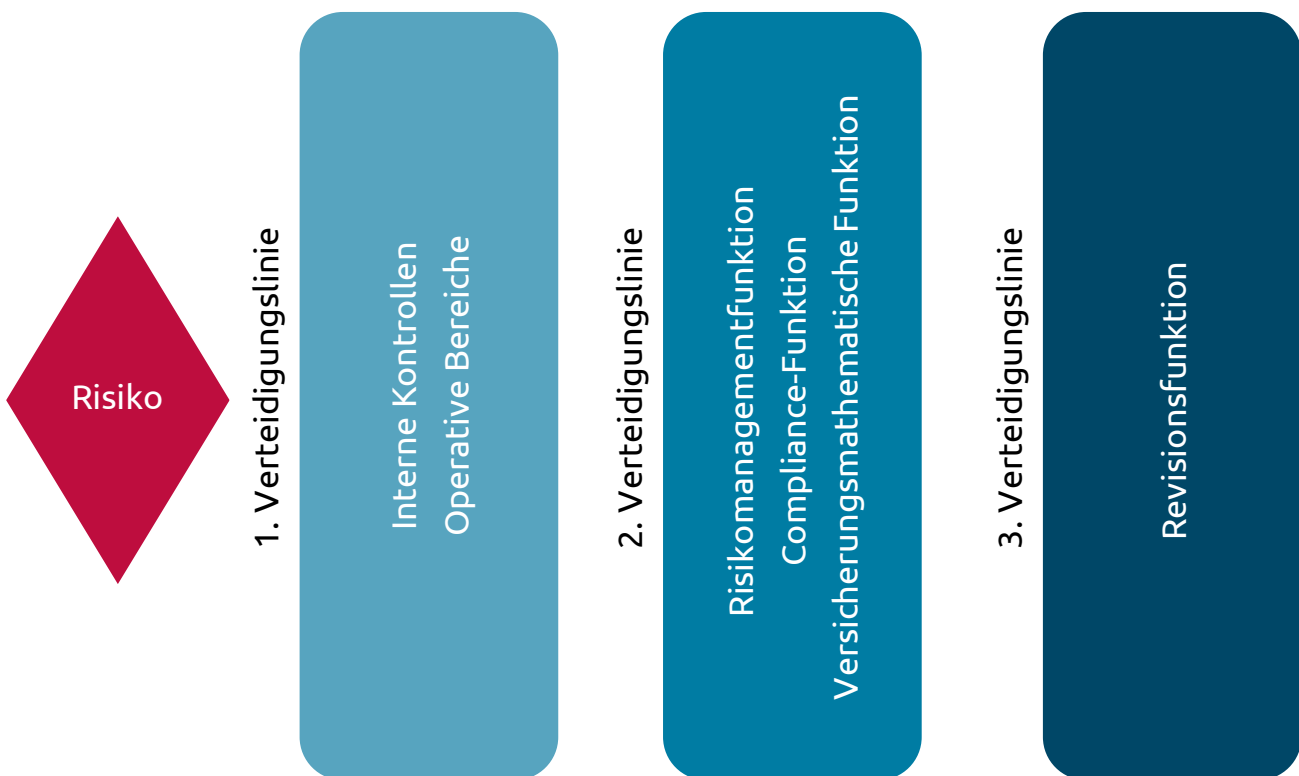 Risiko
1. Verteidigungslinie
Interne Kontrollen
Operative Bereiche
2. Verteidigungslinie
Risikomanagementfunktion
Compliance-Funktion
Versicherungsmathematische Funktion
3. Verteidigungslinie
Revisionsfunktion